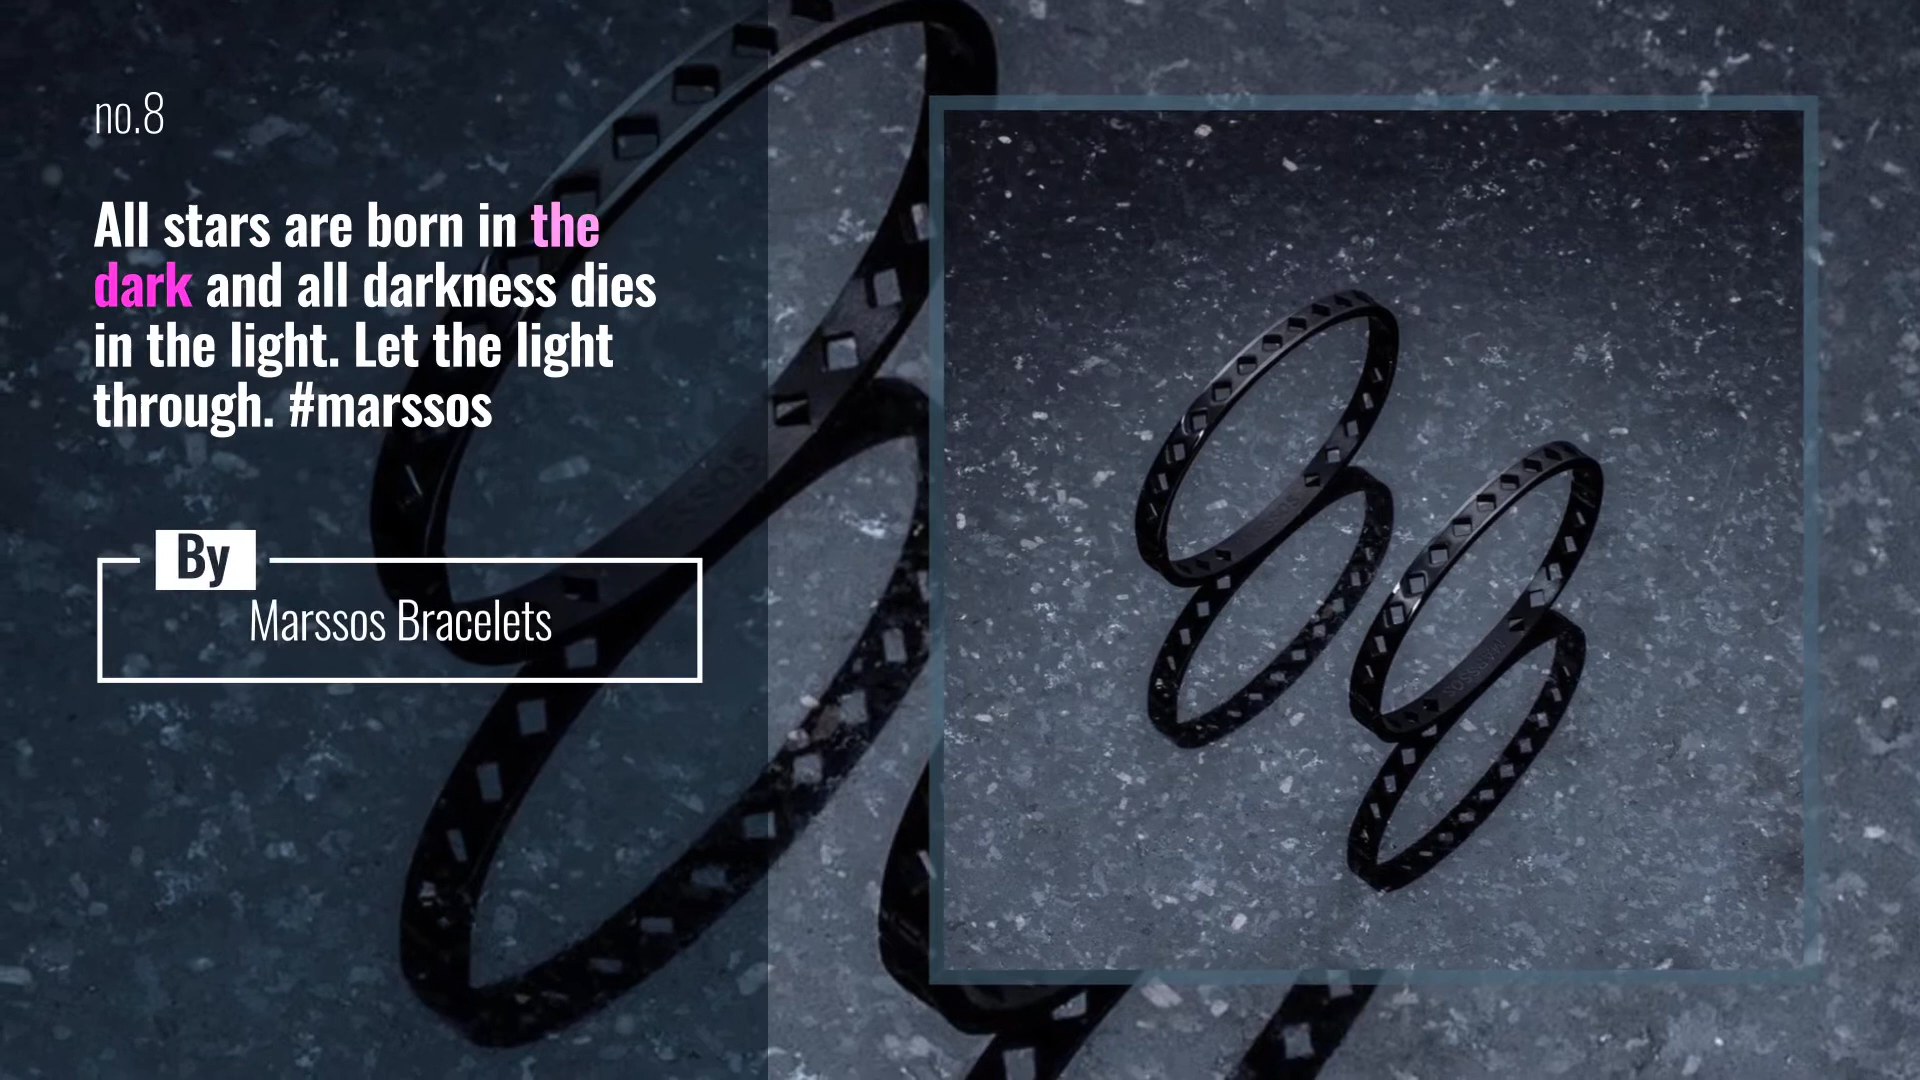 no.8
All stars are born in the
dark and all darkness dies
in the light. Let the light
through. #marssos
By
Marssos Bracelets
MARSSOS